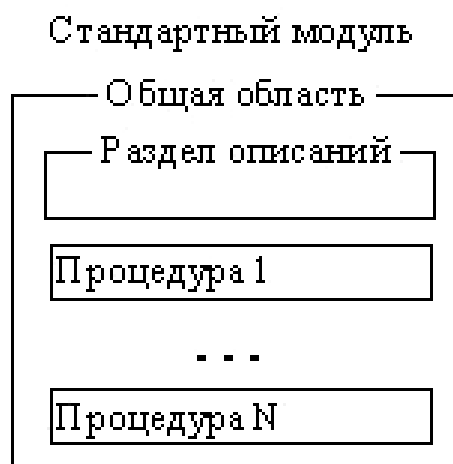 Стандартный модуль
Общая область
Раздел описаний
Процедура 1
...
Процедура N